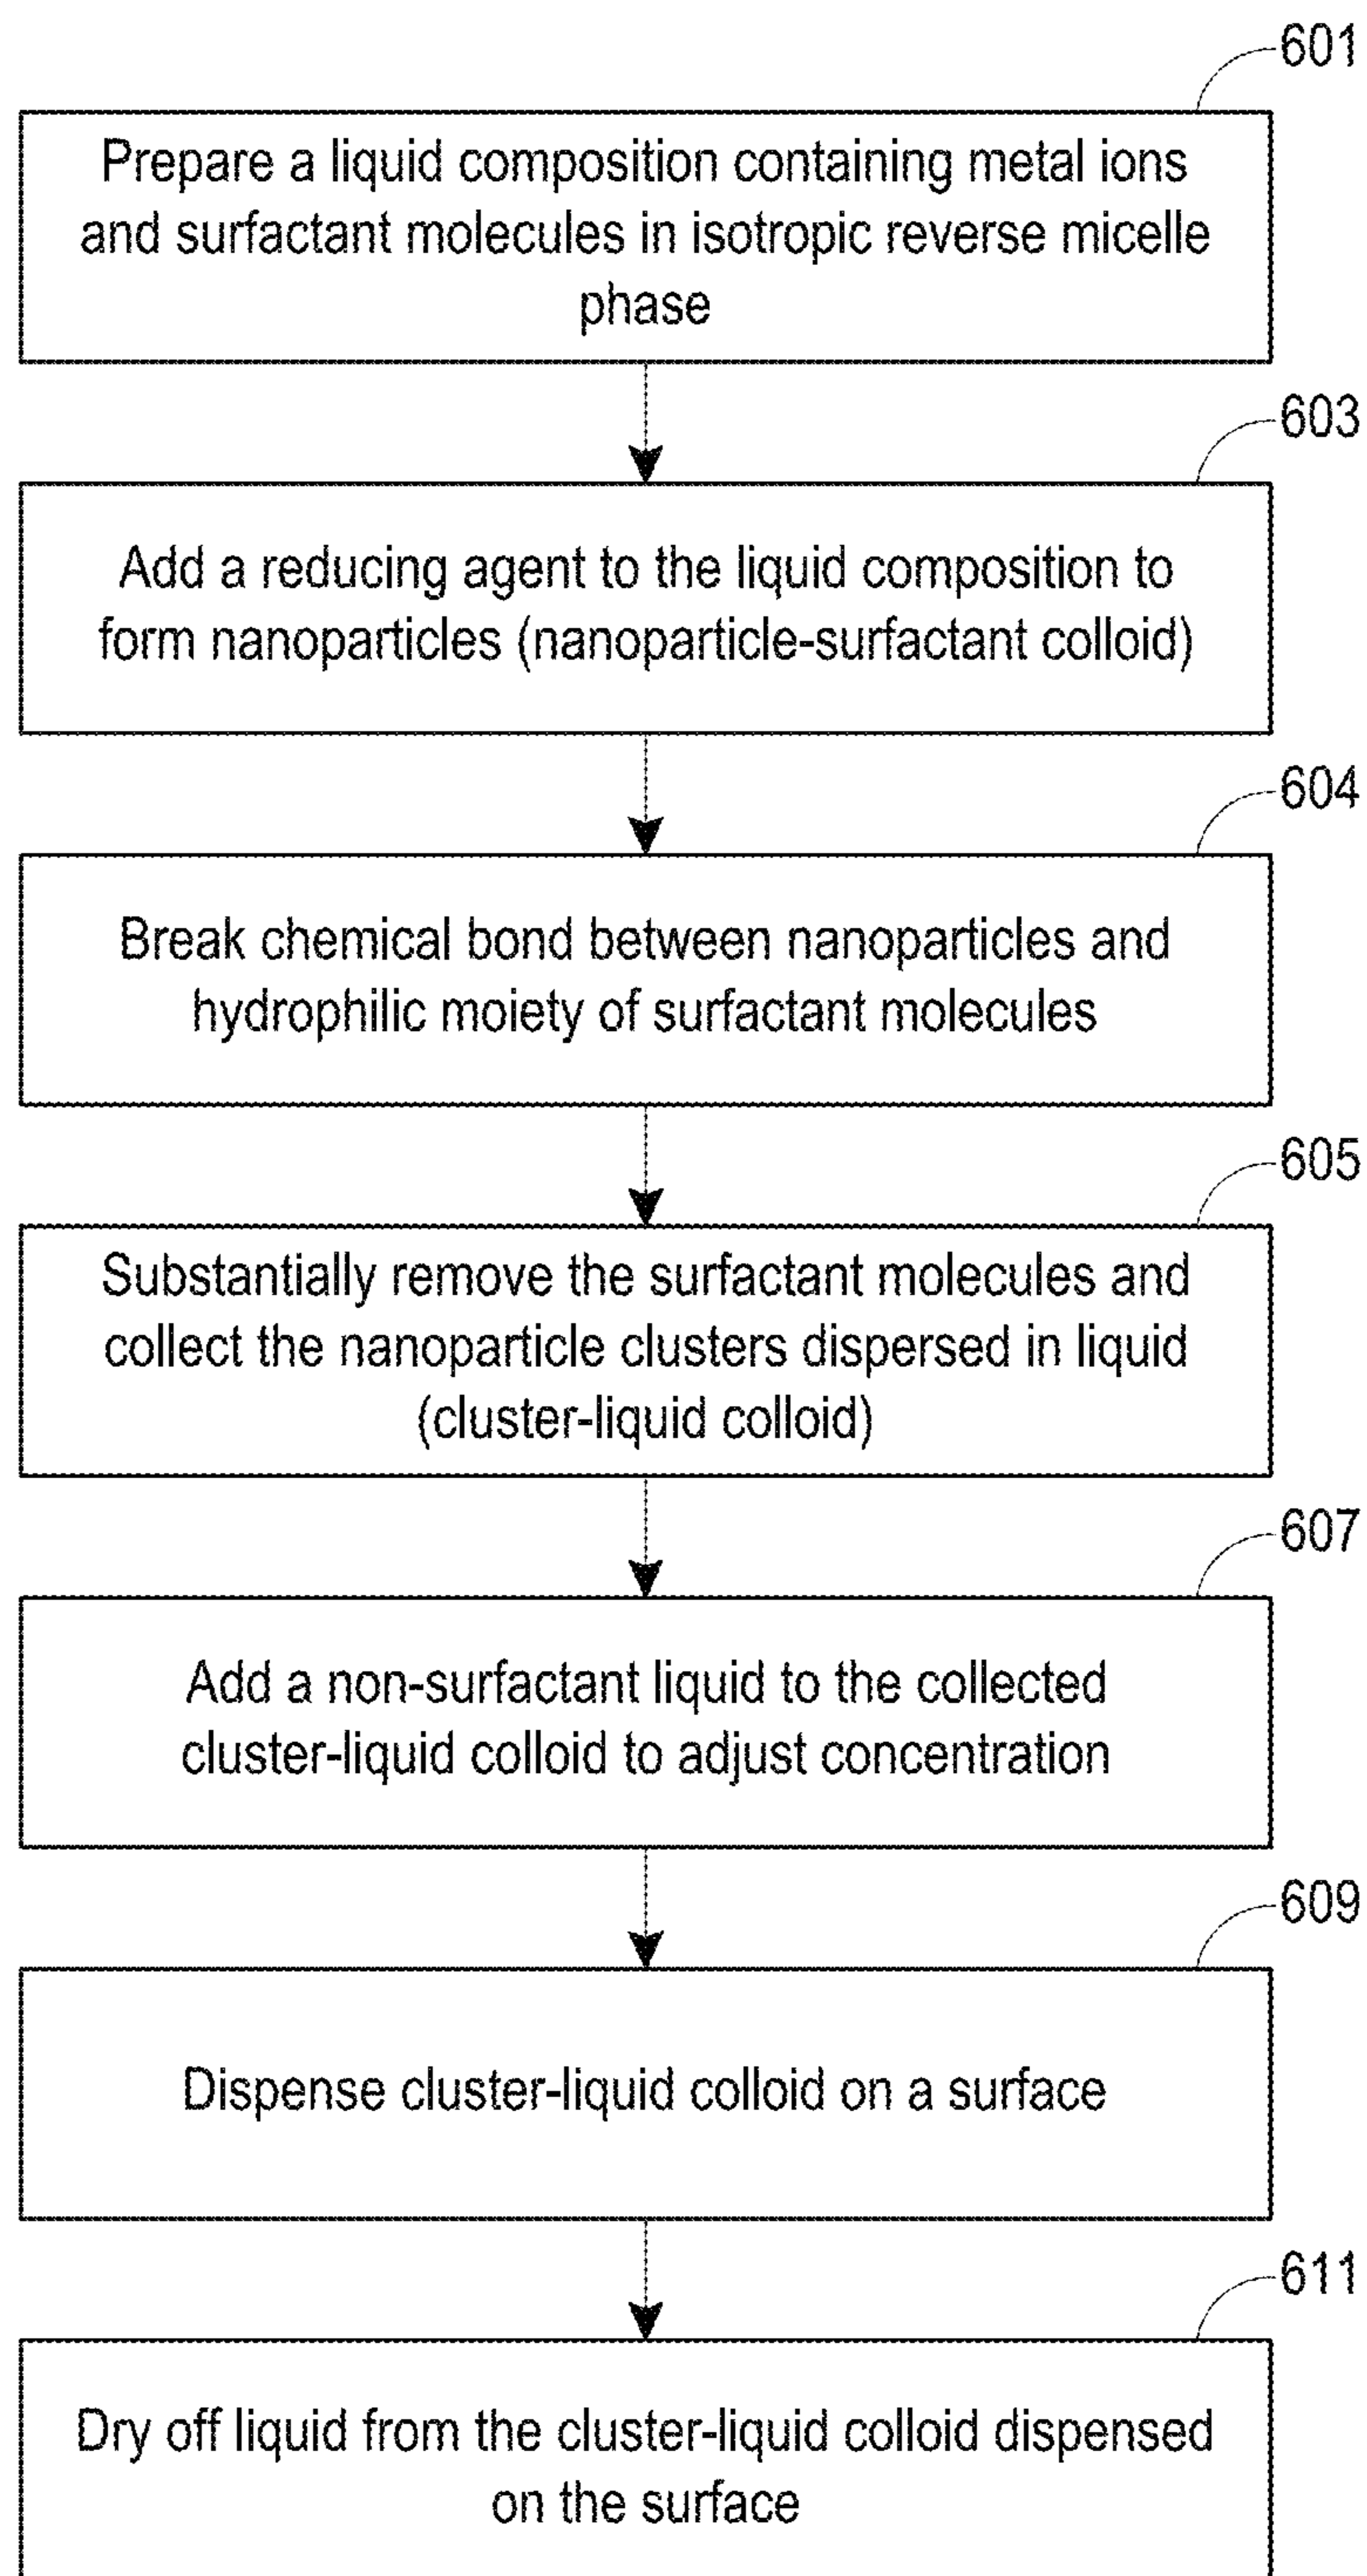 601
Prepare a liquid composition containing metal ions
and surfactant molecules in isotropic reverse micelle
phase
603
Add a reducing agent to the liquid composition to
form nanoparticles (nanoparticle-surfactant colloid)
604
Break chemical bond between nanoparticles and
hydrophilic moiety of surfactant molecules
605
Substantially remove the surfactant molecules and
collect the nanoparticle clusters dispersed in liquid
(cluster-liquid colloid)
607
Add a non-surfactant liquid to the collected
cluster-liquid colloid to adjust concentration
609
Dispense cluster-liquid colloid on a surface
611
Dry off liquid from the cluster-liquid colloid dispensed
on the surface